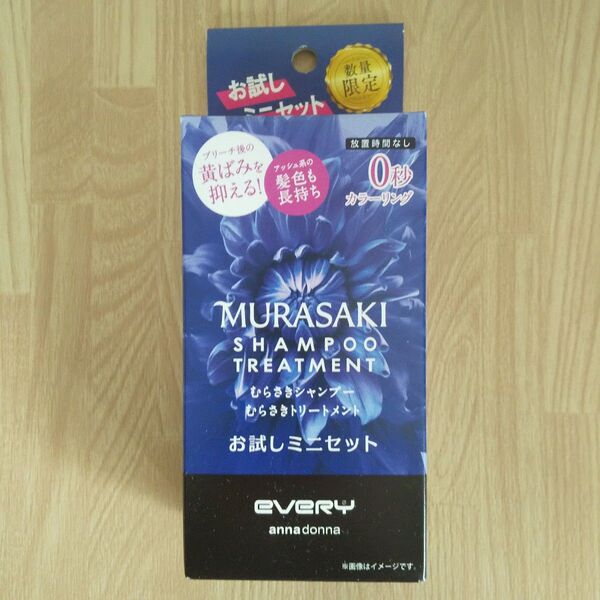 お試し
ミニセット
数量
限定
ブリーチ後の
黄ばみを
抑える!
アッシュ系の
髪色も
長持ち
放置時間なし
0秒
カラーリング
MURASAKI
SHAMPOO
TREATMENT
むらさきシャンプー
むらさきトリートメント
お試しミニセット
eVERY
annadonna
※画像はイメージです。